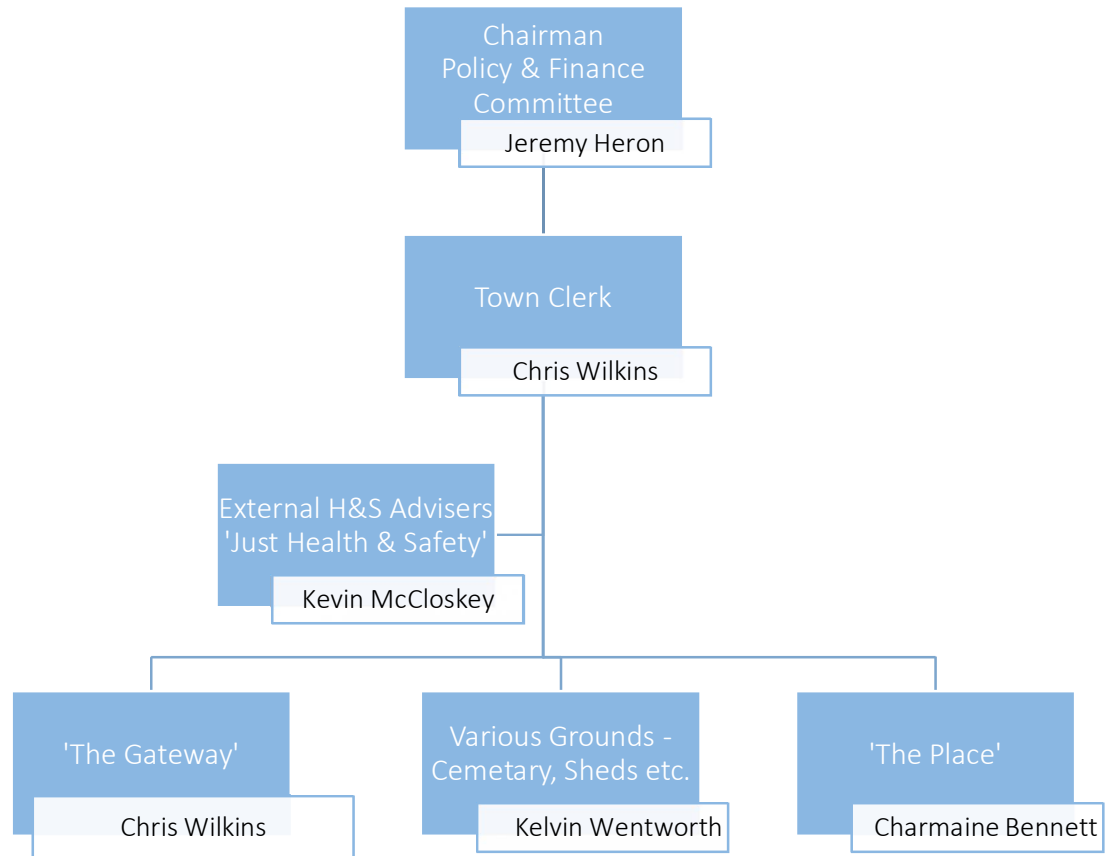 Chairman
Policy & Finance
Committee
Jeremy Heron
Town Clerk
Chris Wilkins
External H&S Advisers
'Just Health & Safety'
Kevin McCloskey
'The Gateway'
Chris Wilkins
Various Grounds -
Cemetary, Sheds etc.
Kelvin Wentworth
'The Place'
Charmaine Bennett